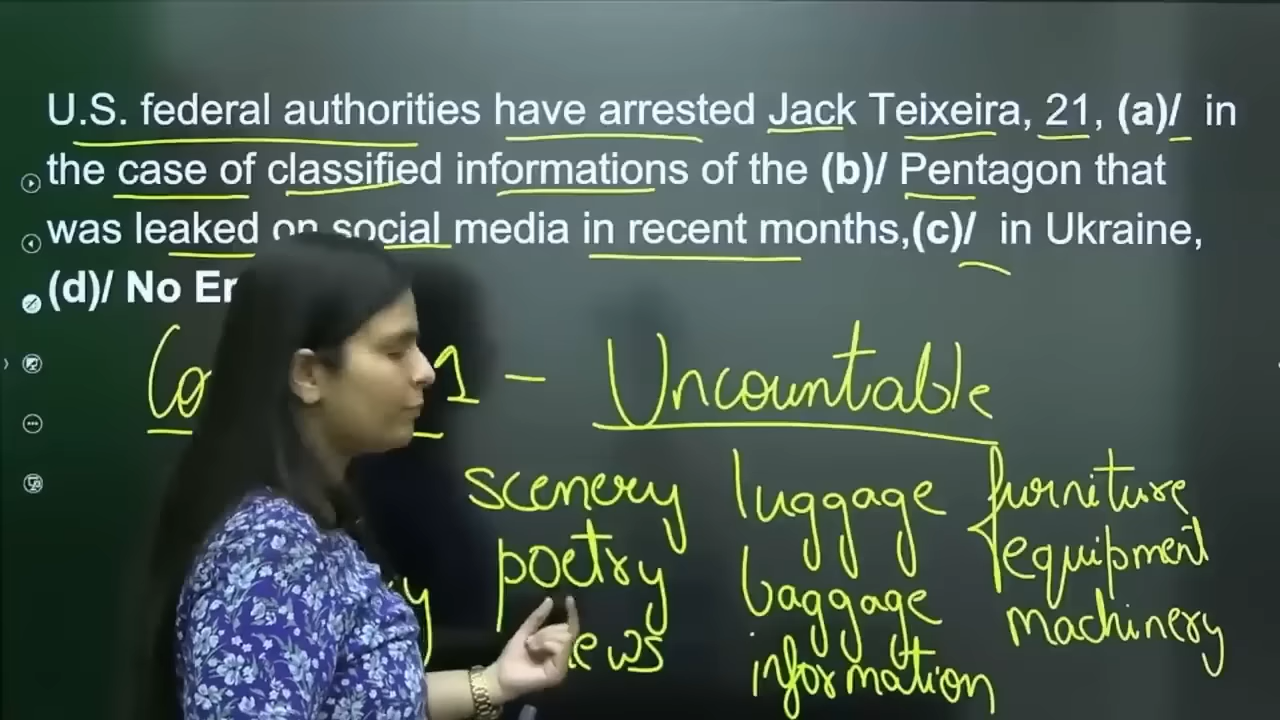 U.S. federal authorities have arrested Jack Teixeira, 21, (a)/ in
the case of classified informations of the (b)/ Pentagon that
was leaked on social media in recent months,(c)/ in Ukraine,
(d)/ No Er
1 - Uncountable
scenery luggage furniture
poetry baggage equipment
information machinery